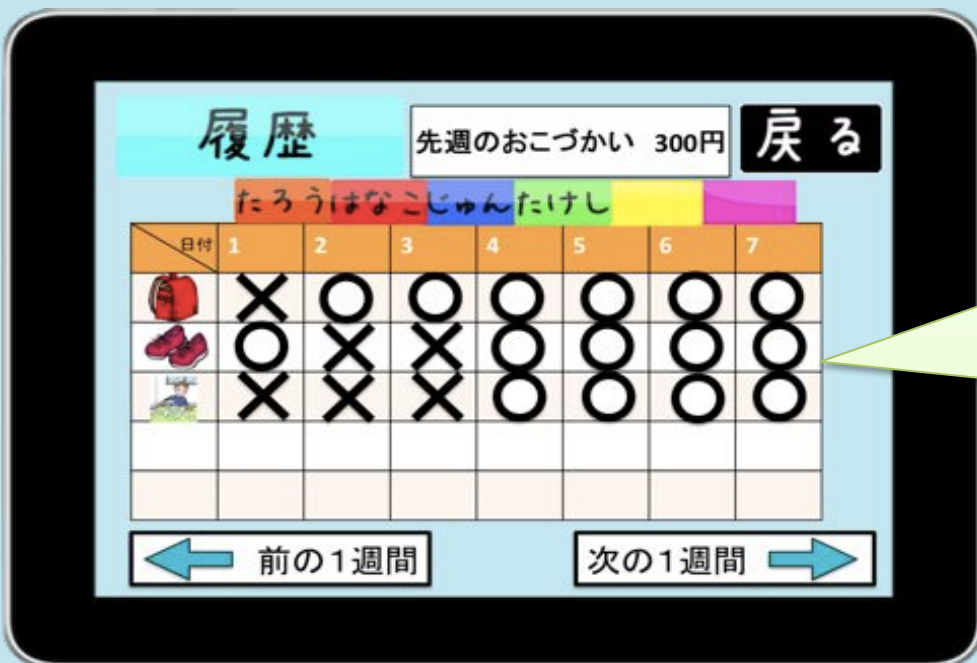 履歴 先週のおこづかい 300円 戻る
たろう はなこ じゅん たけし
日付 1 2 3 4 5 6 7
× ○ ○ ○ ○ ○ ○
○ × × ○ ○ ○ ○
× × × ○ ○ ○ ○
前の1週間 次の1週間